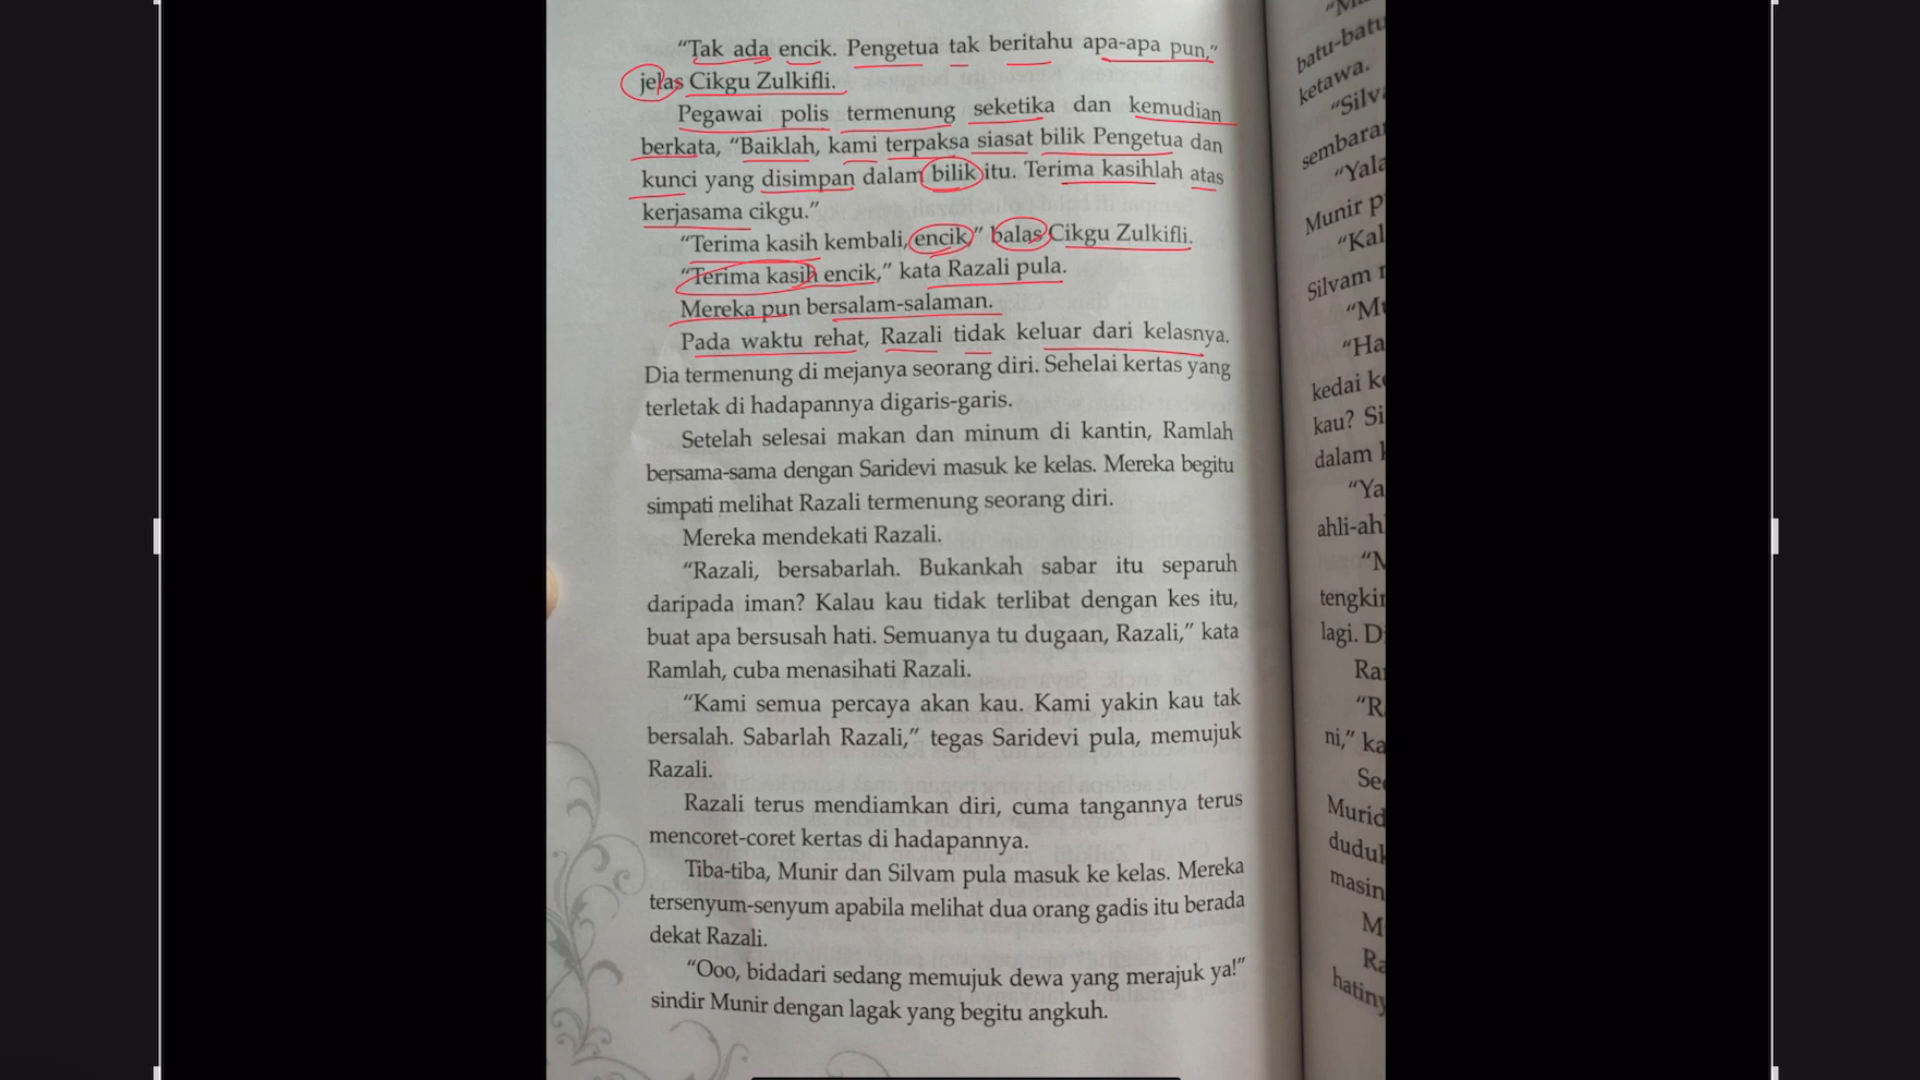 “Tak ada encik. Pengetua tak beritahu apa-apa pun,”
jelas Cikgu Zulkifli.
Pegawai polis termenung seketika dan kemudian
berkata, “Baiklah, kami terpaksa siasat bilik Pengetua dan
kunci yang disimpan dalam bilik itu. Terima kasihlah atas
kerjasama cikgu.”
“Terima kasih kembali, encik,” balas Cikgu Zulkifli.
“Terima kasih encik,” kata Razali pula.
Mereka pun bersalam-salaman.
Pada waktu rehat, Razali tidak keluar dari kelasnya.
Dia termenung di mejanya seorang diri. Sehelai kertas yang
terletak di hadapannya digaris-garis.
Setelah selesai makan dan minum di kantin, Ramlah
bersama-sama dengan Saridevi masuk ke kelas. Mereka begitu
simpati melihat Razali termenung seorang diri.
Mereka mendekati Razali.
“Razali, bersabarlah. Bukankah sabar itu separuh
daripada iman? Kalau kau tidak terlibat dengan kes itu,
buat apa bersusah hati. Semuanya tu dugaan, Razali,” kata
Ramlah, cuba menasihati Razali.
“Kami semua percaya akan kau. Kami yakin kau tak
bersalah. Sabarlah Razali,” tegas Saridevi pula, memujuk
Razali.
Razali terus mendiamkan diri, cuma tangannya terus
mencoret-coret kertas di hadapannya.
Tiba-tiba, Munir dan Silvam pula masuk ke kelas. Mereka
tersenyum-senyum apabila melihat dua orang gadis itu berada
dekat Razali.
“Ooo, bidadari sedang memujuk dewa yang merajuk ya!”
sindir Munir dengan lagak yang begitu angkuh.
batu-batu
ketawa.
“Silva
sembaran
“Yala
Munir p
“Kal
Silvam
“Mu
“Ha
kedai ke
kau? Si
dalam
“Ya
ahli-ahl
“M
tengkin
lagi. D
Ra
“R
ni,” ka
Se
Murid
duduk
masin
M
Ra
hatiny